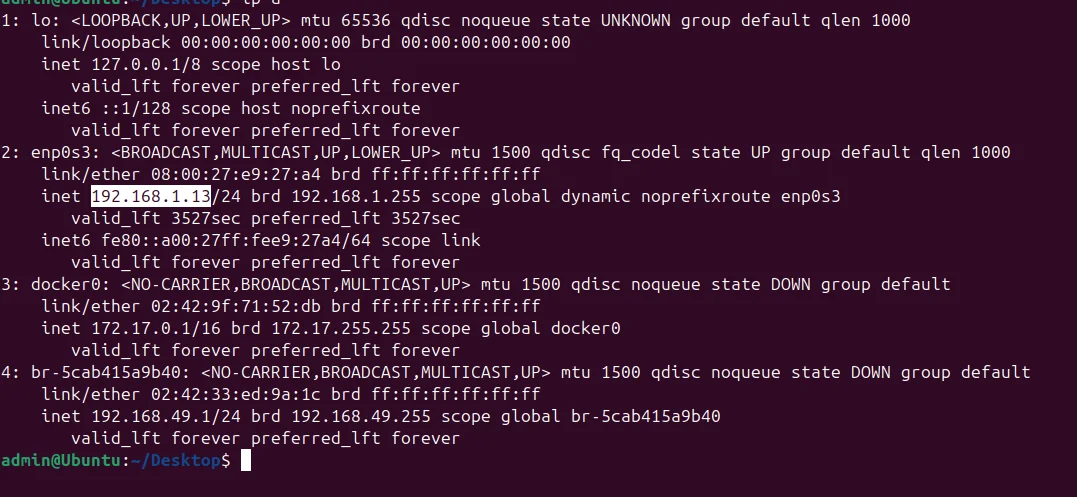 admin@Ubuntu:~/Desktop$ ip a
1: lo: <LOOPBACK,UP,LOWER_UP> mtu 65536 qdisc noqueue state UNKNOWN group default qlen 1000
    link/loopback 00:00:00:00:00:00 brd 00:00:00:00:00:00
    inet 127.0.0.1/8 scope host lo
       valid_lft forever preferred_lft forever
    inet6 ::1/128 scope host noprefixroute
       valid_lft forever preferred_lft forever
2: enp0s3: <BROADCAST,MULTICAST,UP,LOWER_UP> mtu 1500 qdisc fq_codel state UP group default qlen 1000
    link/ether 08:00:27:e9:27:a4 brd ff:ff:ff:ff:ff:ff
    inet 192.168.1.13/24 brd 192.168.1.255 scope global dynamic noprefixroute enp0s3
       valid_lft 3527sec preferred_lft 3527sec
    inet6 fe80::a00:27ff:fee9:27a4/64 scope link
       valid_lft forever preferred_lft forever
3: docker0: <NO-CARRIER,BROADCAST,MULTICAST,UP> mtu 1500 qdisc noqueue state DOWN group default
    link/ether 02:42:9f:71:52:db brd ff:ff:ff:ff:ff:ff
    inet 172.17.0.1/16 brd 172.17.255.255 scope global docker0
       valid_lft forever preferred_lft forever
4: br-5cab415a9b40: <NO-CARRIER,BROADCAST,MULTICAST,UP> mtu 1500 qdisc noqueue state DOWN group default
    link/ether 02:42:33:ed:9a:1c brd ff:ff:ff:ff:ff:ff
    inet 192.168.49.1/24 brd 192.168.49.255 scope global br-5cab415a9b40
       valid_lft forever preferred_lft forever
admin@Ubuntu:~/Desktop$